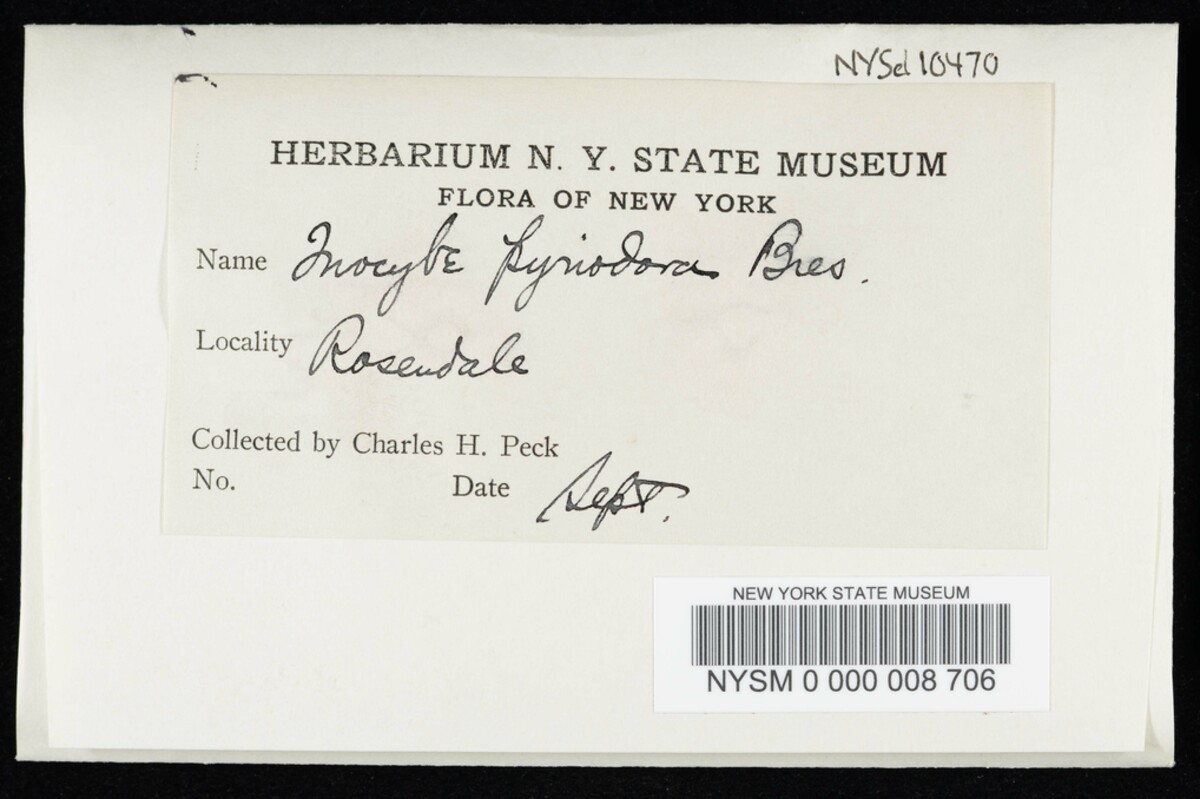 NYSd 10470
HERBARIUM N. Y. STATE MUSEUM
FLORA OF NEW YORK
Name Inocybe pyriodora Bres.
Locality Rosendale
Collected by Charles H. Peck
No. Date Sept.
NEW YORK STATE MUSEUM
NYSM 0 000 008 706